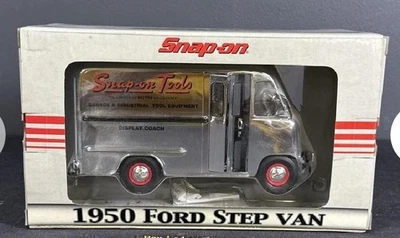 Snap-on
Snap-on Tools
GARAGE & INDUSTRIAL TOOL EQUIPMENT
DISPLAY COACH
1950 FORD STEP VAN